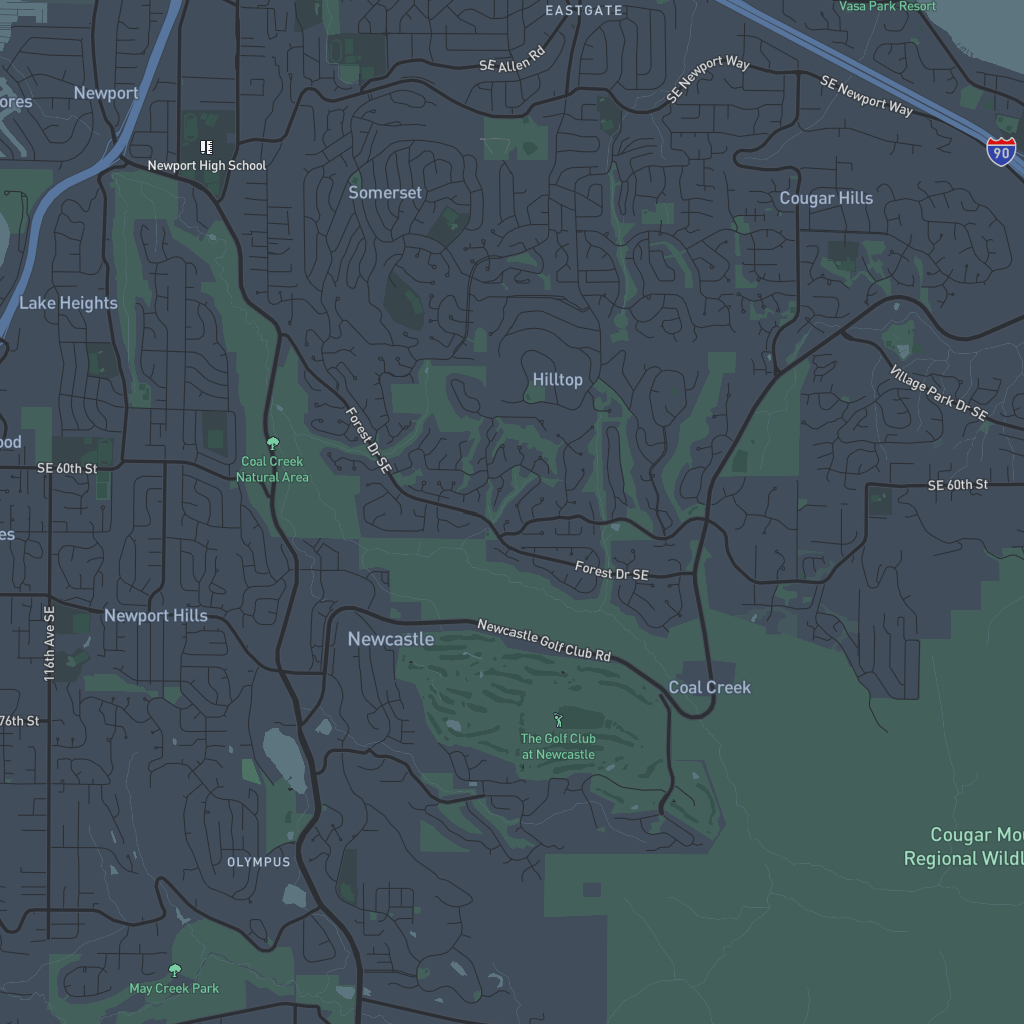 EASTGATE
Vasa Park Resort
SE Allen Rd
SE Newport Way
SE Newport Way
Newport
ores
90
Newport High School
Somerset
Cougar Hills
Lake Heights
Hilltop
Village Park Dr SE
Forest Dr SE
ood
SE 60th St
Coal Creek
Natural Area
SE 60th St
es
Forest Dr SE
116th Ave SE
Newport Hills
Newcastle
Newcastle Golf Club Rd
Coal Creek
76th St
The Golf Club
at Newcastle
Cougar Mou
Regional Wildl
OLYMPUS
May Creek Park